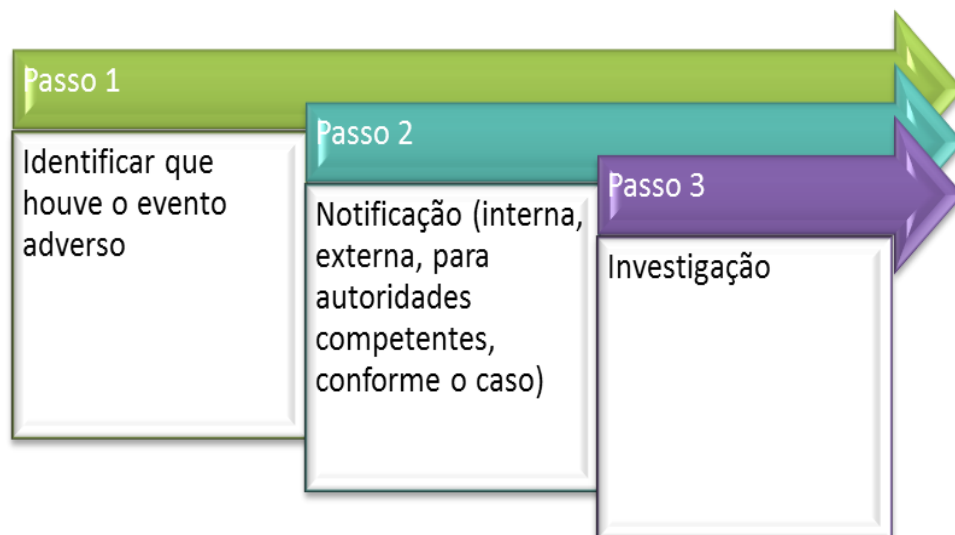 Passo 1
Identificar que
houve o evento
adverso
Passo 2
Notificação (interna,
externa, para
autoridades
competentes,
conforme o caso)
Passo 3
Investigação